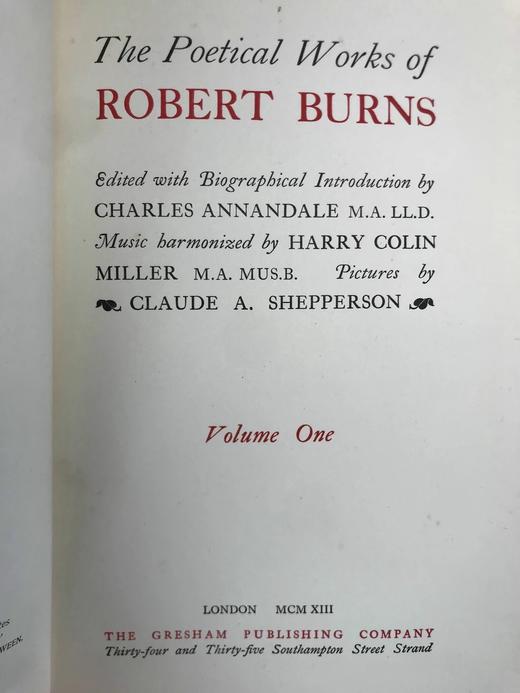 The Poetical Works of
ROBERT BURNS
Edited with Biographical Introduction by
CHARLES ANNANDALE M.A. LL.D.
Music harmonized by HARRY COLIN
MILLER M.A. MUS.B. Pictures by
CLAUDE A. SHEPPERSON
Volume One
LONDON MCM XIII
THE GRESHAM PUBLISHING COMPANY
Thirty-four and Thirty-five Southampton Street Strand